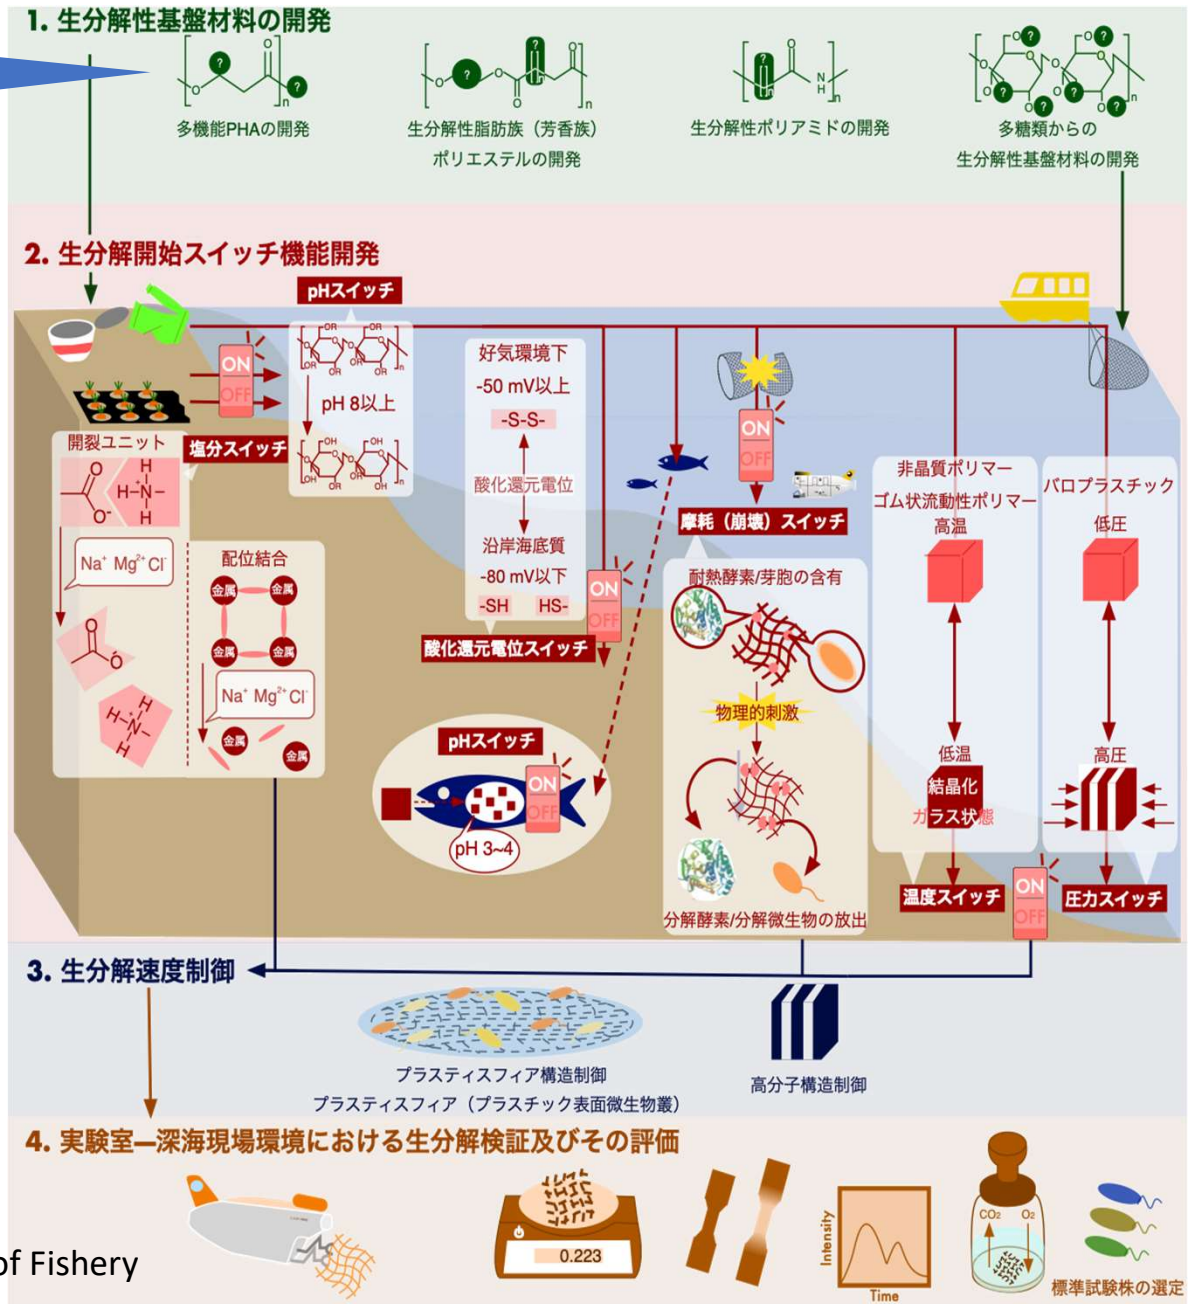 1. 生分解性基盤材料の開発
? O O ? n
多機能PHAの開発
O ? O O ? O n
生分解性脂肪族（芳香族）
ポリエステルの開発
? O N H n
生分解性ポリアミドの開発
O ? O ? O O O O ? O ? O ? O ? n
多糖類からの
生分解性基盤材料の開発
2. 生分解開始スイッチ機能開発
pHスイッチ
ON
OFF
塩分スイッチ
pH 8以上
開裂ユニット
O O- H H-N- + H
Na+ Mg2+ Cl-
配位結合
金属 金属
金属 金属
Na+ Mg2+ Cl-
金属
金属
好気環境下
-50 mV以上
-S-S-
酸化還元電位
沿岸海底質
-80 mV以下
-SH HS-
ON
OFF
酸化還元電位スイッチ
pHスイッチ
ON
OFF
pH 3~4
ON
OFF
摩耗（崩壊）スイッチ
耐熱酵素/芽胞の含有
物理的刺激
分解酵素/分解微生物の放出
非晶質ポリマー
ゴム状流動性ポリマー
高温
低温
結晶化
ガラス状態
温度スイッチ
バロプラスチック
低圧
高圧
ON
OFF
圧力スイッチ
3. 生分解速度制御
プラスティスフィア構造制御
プラスティスフィア（プラスチック表面微生物叢）
高分子構造制御
4. 実験室—深海現場環境における生分解検証及びその評価
0.223
Intensity
Time
CO2 O2
標準試験株の選定
of Fishery